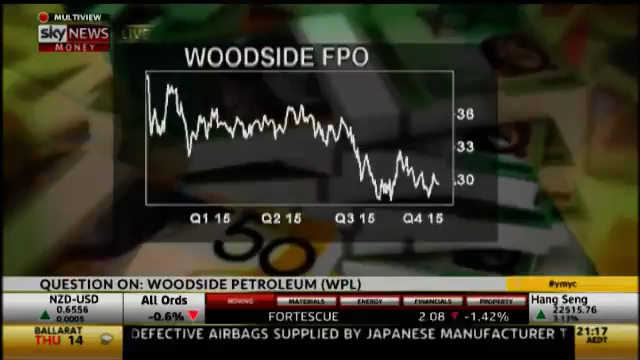 MULTIVIEW
sky NEWS LIVE
MONEY
WOODSIDE FPO
36
33
30
Q1 15 Q2 15 Q3 15 Q4 15
50
QUESTION ON: WOODSIDE PETROLEUM (WPL) #ymyc
NZD-USD All Ords MINING MATERIALS ENERGY FINANCIALS PROPERTY Hang Seng
0.6556 -0.6% FORTESCUE 2.08 -1.42% 22515.76
0.0005 3.13%
BALLARAT
THU 14 DEFECTIVE AIRBAGS SUPPLIED BY JAPANESE MANUFACTURER T 21:17
AEDT